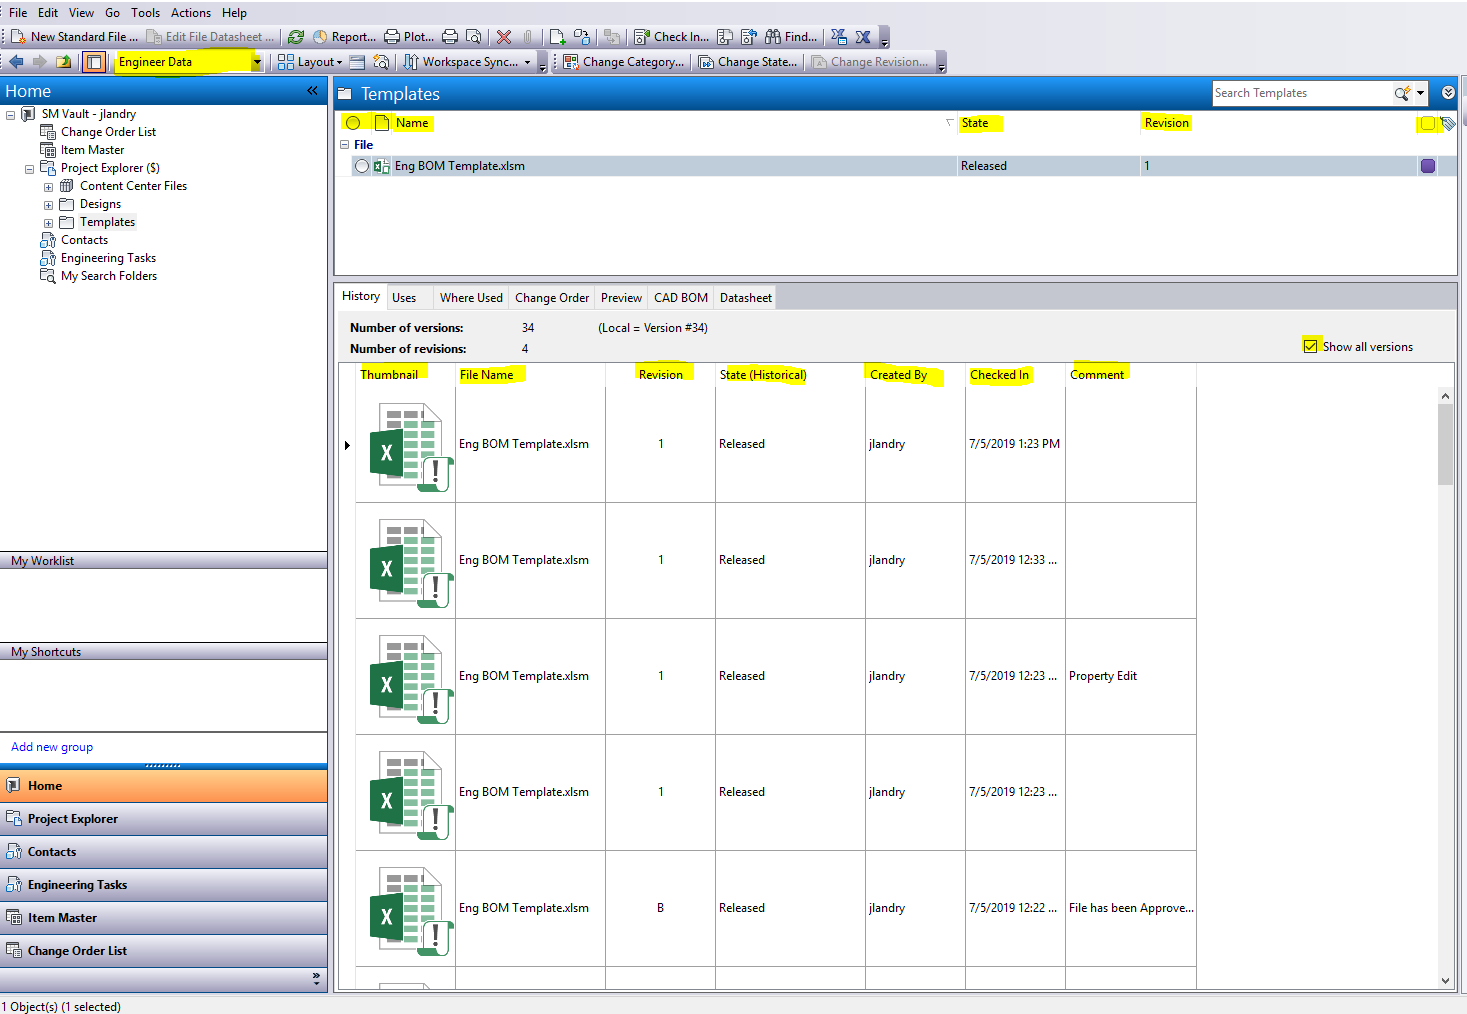 File Edit View Go Tools Actions Help
New Standard File ... Edit File Datasheet ... Report... Plot... Check In... Find...
Engineer Data Layout Workspace Sync... Change Category... Change State... Change Revision...
Home
SM Vault - jlandry
Change Order List
Item Master
Project Explorer ($)
Content Center Files
Designs
Templates
Contacts
Engineering Tasks
My Search Folders
My Worklist
My Shortcuts
Add new group
Home
Project Explorer
Contacts
Engineering Tasks
Item Master
Change Order List
Templates Search Templates
Name State Revision
File
Eng BOM Template.xlsm Released 1
History Uses Where Used Change Order Preview CAD BOM Datasheet
Number of versions: 34 (Local = Version #34)
Number of revisions: 4 Show all versions
Thumbnail File Name Revision State (Historical) Created By Checked In Comment
Eng BOM Template.xlsm 1 Released jlandry 7/5/2019 1:23 PM
Eng BOM Template.xlsm 1 Released jlandry 7/5/2019 12:33 ...
Eng BOM Template.xlsm 1 Released jlandry 7/5/2019 12:23 ... Property Edit
Eng BOM Template.xlsm 1 Released jlandry 7/5/2019 12:23 ...
Eng BOM Template.xlsm B Released jlandry 7/5/2019 12:22 ... File has been Approve...
1 Object(s) (1 selected)